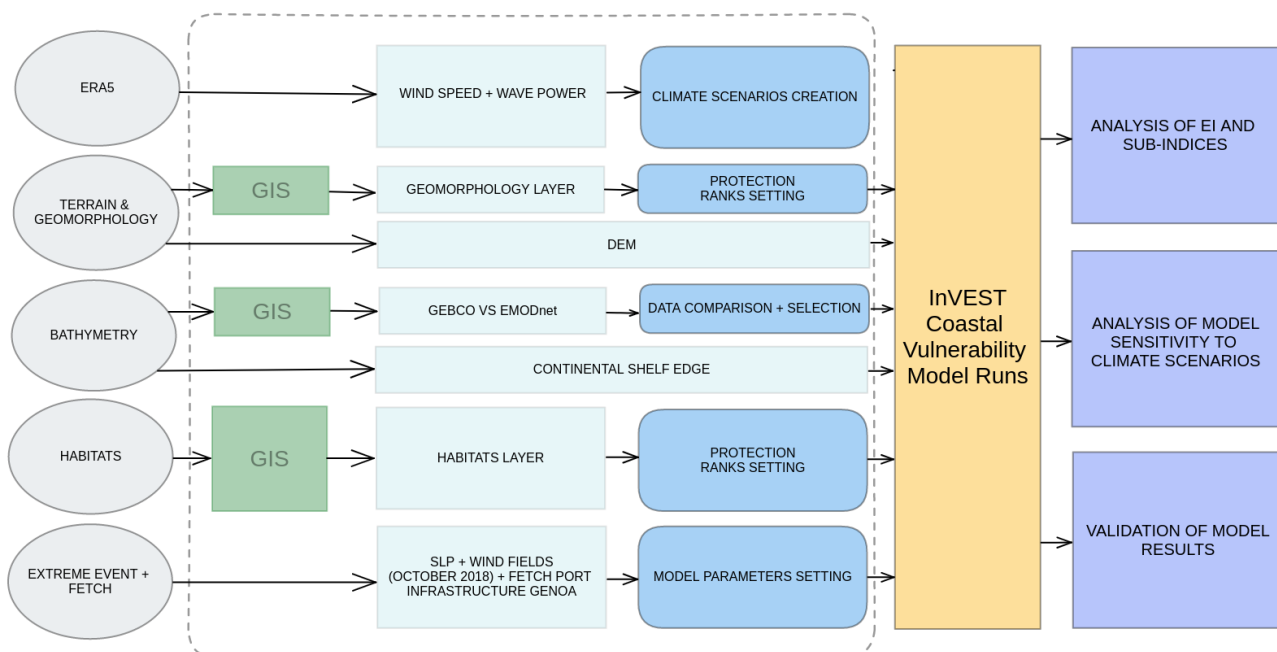 ERA5
WIND SPEED + WAVE POWER
CLIMATE SCENARIOS CREATION
TERRAIN &
GEOMORPHOLOGY
GIS
GEOMORPHOLOGY LAYER
PROTECTION
RANKS SETTING
DEM
BATHYMETRY
GIS
GEBCO VS EMODnet
DATA COMPARISON + SELECTION
CONTINENTAL SHELF EDGE
HABITATS
GIS
HABITATS LAYER
PROTECTION
RANKS SETTING
EXTREME EVENT +
FETCH
SLP + WIND FIELDS
(OCTOBER 2018) + FETCH PORT
INFRASTRUCTURE GENOA
MODEL PARAMETERS SETTING
InVEST
Coastal
Vulnerability
Model Runs
ANALYSIS OF EI AND
SUB-INDICES
ANALYSIS OF MODEL
SENSITIVITY TO
CLIMATE SCENARIOS
VALIDATION OF MODEL
RESULTS